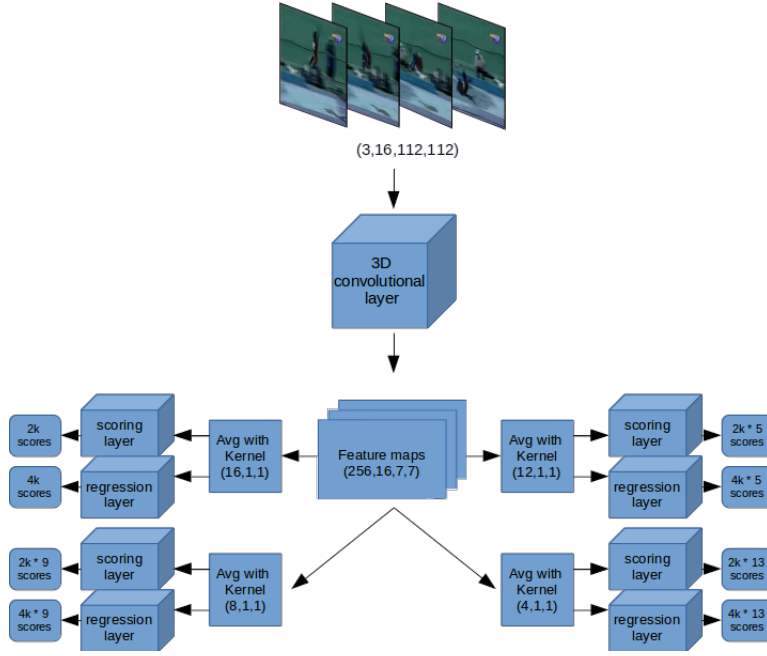 (3,16,112,112)
3D
convolutional
layer
Feature maps
(256,16,7,7)
2k
scores
scoring
layer
Avg with
Kernel
(16,1,1)
4k
scores
regression
layer
Avg with
Kernel
(12,1,1)
scoring
layer
2k * 5
scores
regression
layer
4k * 5
scores
2k * 9
scores
scoring
layer
Avg with
Kernel
(8,1,1)
4k * 9
scores
regression
layer
Avg with
Kernel
(4,1,1)
scoring
layer
2k * 13
scores
regression
layer
4k * 13
scores